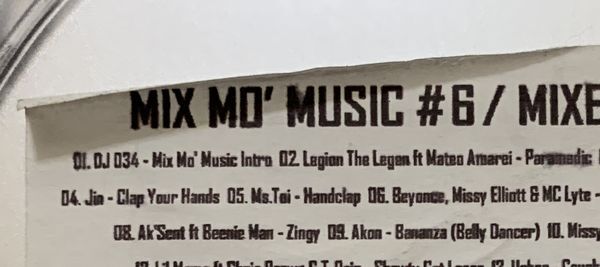 MIX MO' MUSIC #6 / MIXE
01. DJ 034 - Mix Mo' Music Intro 02. Legion The Legen ft Mateo Amarei - Paramedic
04. Jin - Clap Your Hands 05. Ms.Toi - Handclap 06. Beyonce, Missy Elliott & MC Lyte -
08. Ak'Sent ft Beenie Man - Zingy 09. Akon - Bananza (Belly Dancer) 10. Missy